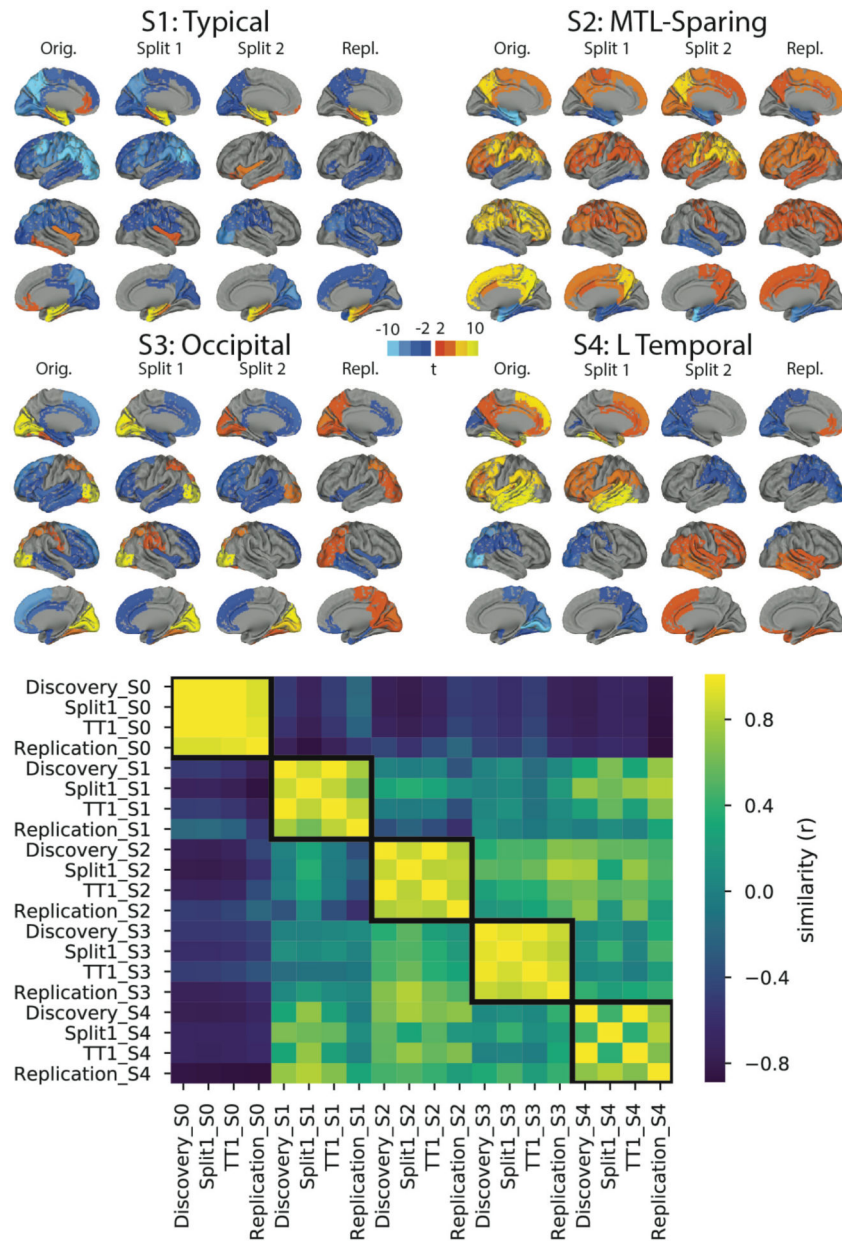 S1: Typical
Orig. Split 1 Split 2 Repl.
S2: MTL-Sparing
Orig. Split 1 Split 2 Repl.
-10 -2 2 10
t
S3: Occipital
Orig. Split 1 Split 2 Repl.
S4: L Temporal
Orig. Split 1 Split 2 Repl.
Discovery_S0
Split1_S0
TT1_S0
Replication_S0
Discovery_S1
Split1_S1
TT1_S1
Replication_S1
Discovery_S2
Split1_S2
TT1_S2
Replication_S2
Discovery_S3
Split1_S3
TT1_S3
Replication_S3
Discovery_S4
Split1_S4
TT1_S4
Replication_S4
Discovery_S0
Split1_S0
TT1_S0
Replication_S0
Discovery_S1
Split1_S1
TT1_S1
Replication_S1
Discovery_S2
Split1_S2
TT1_S2
Replication_S2
Discovery_S3
Split1_S3
TT1_S3
Replication_S3
Discovery_S4
Split1_S4
TT1_S4
Replication_S4
0.8
0.4
0.0
−0.4
−0.8
similarity (r)